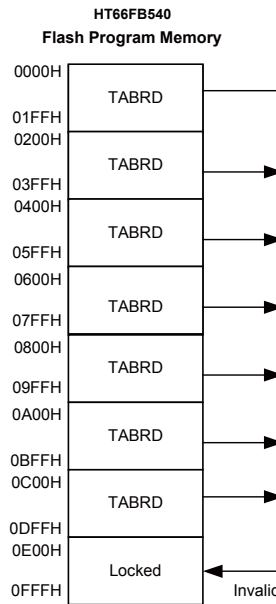 HT66FB540
Flash Program Memory
0000H
TABRD
01FFH
0200H
TABRD
03FFH
0400H
TABRD
05FFH
0600H
TABRD
07FFH
0800H
TABRD
09FFH
0A00H
TABRD
0BFFH
0C00H
TABRD
0DFFH
0E00H
Locked
0FFFH